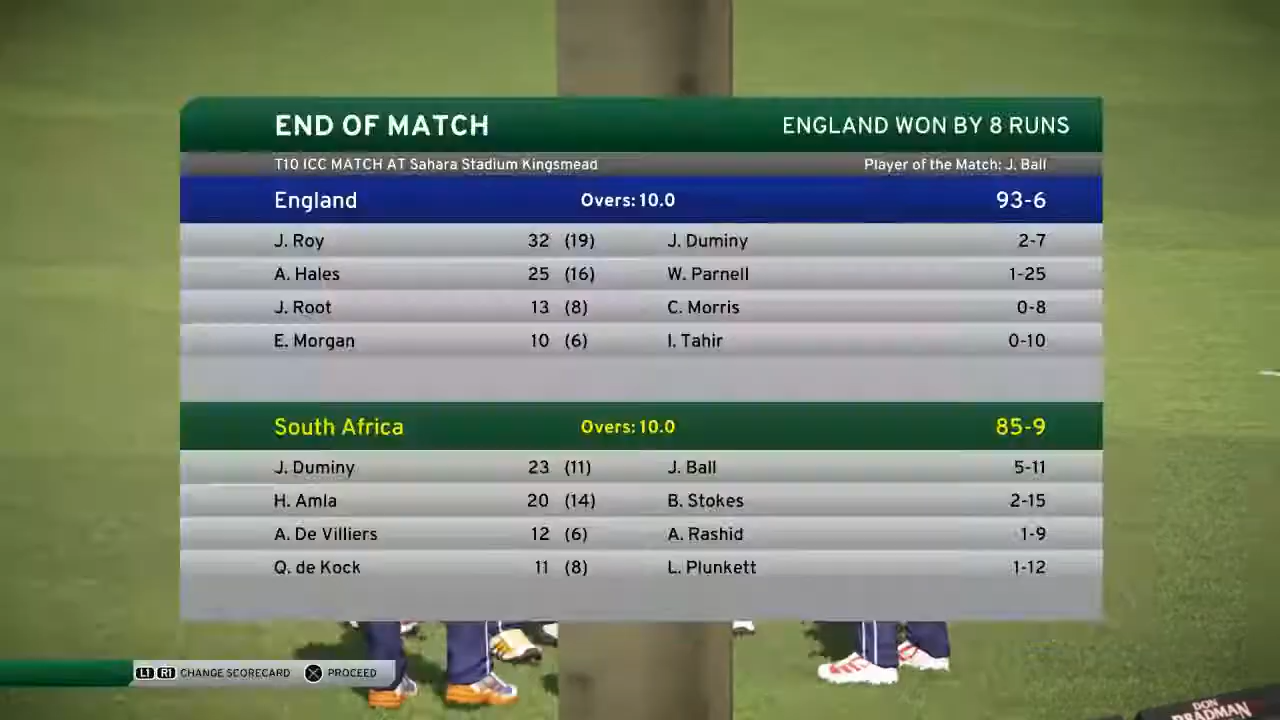 END OF MATCH ENGLAND WON BY 8 RUNS
T10 ICC MATCH AT Sahara Stadium Kingsmead Player of the Match: J. Ball
England Overs: 10.0 93-6
J. Roy 32 (19) J. Duminy 2-7
A. Hales 25 (16) W. Parnell 1-25
J. Root 13 (8) C. Morris 0-8
E. Morgan 10 (6) I. Tahir 0-10
South Africa Overs: 10.0 85-9
J. Duminy 23 (11) J. Ball 5-11
H. Amla 20 (14) B. Stokes 2-15
A. De Villiers 12 (6) A. Rashid 1-9
Q. de Kock 11 (8) L. Plunkett 1-12
L1 R1 CHANGE SCORECARD X PROCEED
DON
BRADMAN